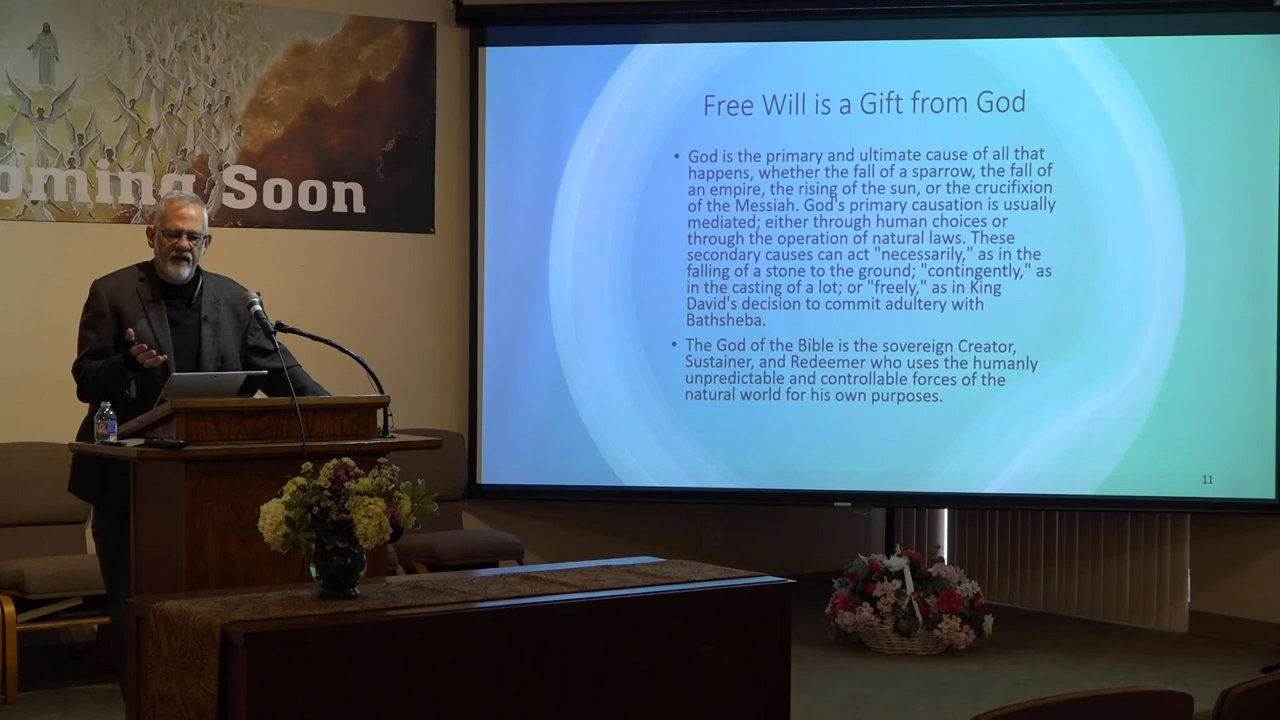 oming Soon
Free Will is a Gift from God
• God is the primary and ultimate cause of all that
happens, whether the fall of a sparrow, the fall of
an empire, the rising of the sun, or the crucifixion
of the Messiah. God's primary causation is usually
mediated; either through human choices or
through the operation of natural laws. These
secondary causes can act "necessarily," as in the
falling of a stone to the ground; "contingently," as
in the casting of a lot; or "freely," as in King
David's decision to commit adultery with
Bathsheba.
• The God of the Bible is the sovereign Creator,
Sustainer, and Redeemer who uses the humanly
unpredictable and controllable forces of the
natural world for his own purposes.
11